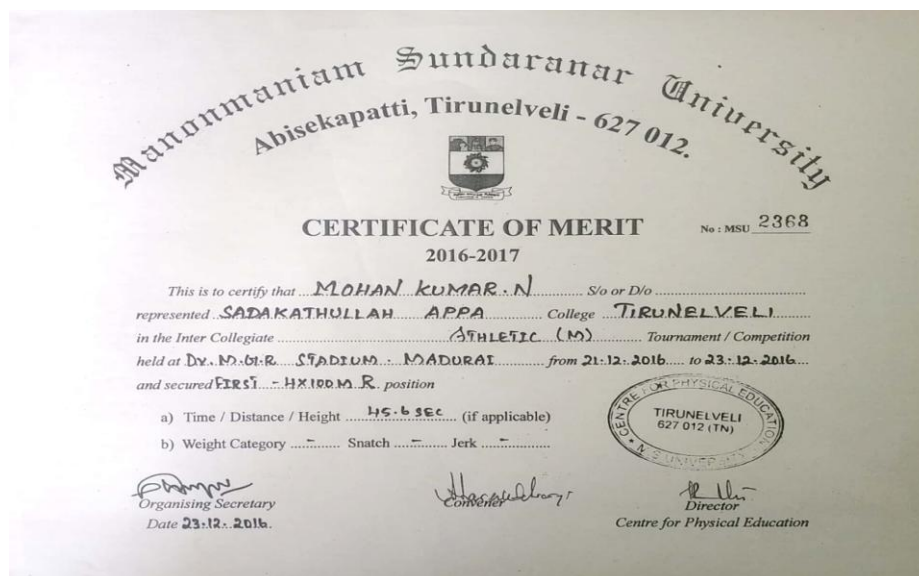 Manonmaniam Sundaranar University
Abisekapatti, Tirunelveli - 627 012.
CERTIFICATE OF MERIT
No : MSU 2368
2016-2017
This is to certify that MOHAN KUMAR.N S/o or D/o
represented SADAKATHULLAH APPA College TIRUNELVELI
in the Inter Collegiate ATHLETIC (M) Tournament / Competition
held at Dr. M.G.R STADIUM - MADURAI from 21.12.2016 to 23.12.2016
and secured FIRST - 4X100M R. position
a) Time / Distance / Height 45.6 SEC (if applicable)
b) Weight Category - Snatch - Jerk -
CENTRE FOR PHYSICAL EDUCATION
TIRUNELVELI
627 012 (TN)
M.S UNIVERSITY
Organising Secretary
Convener
Director
Date 23.12.2016.
Centre for Physical Education